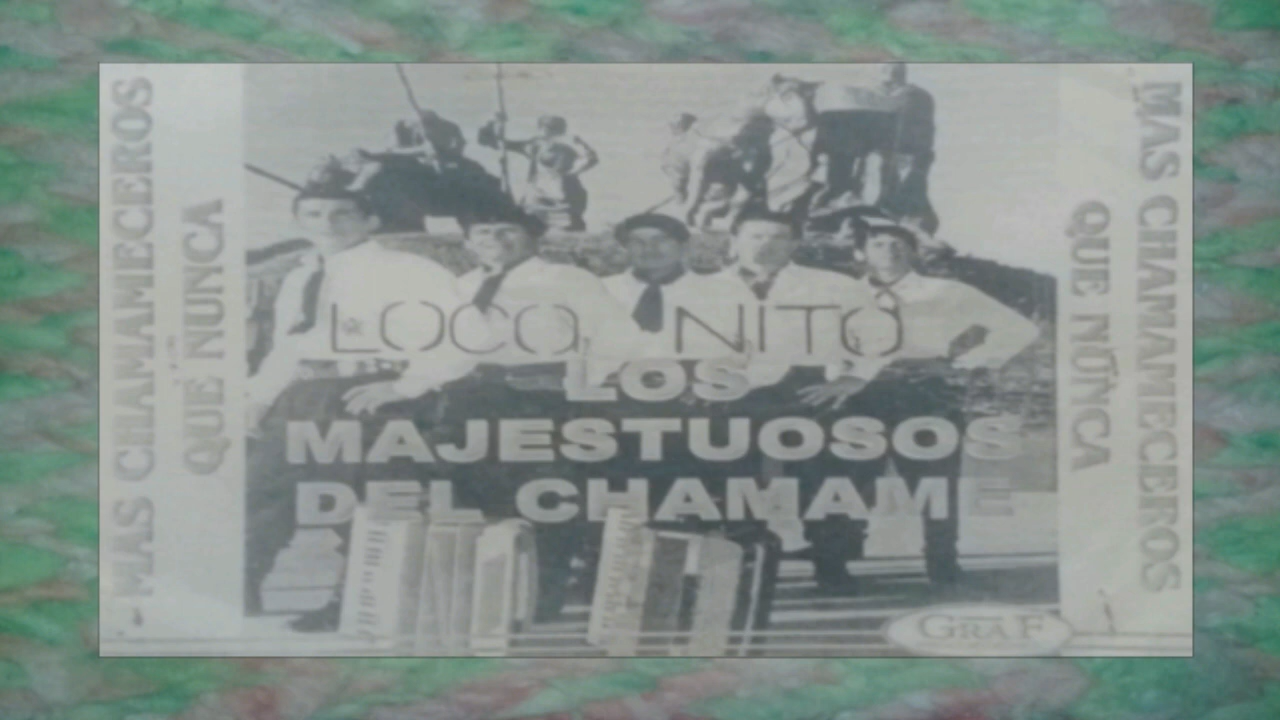 MAS CHAMAMECEROS
QUE NUNCA
LOCO NITO
LOS
MAJESTUOSOS
DEL CHAMAME
MAS CHAMAMECEROS
QUE NUNCA
GRAF